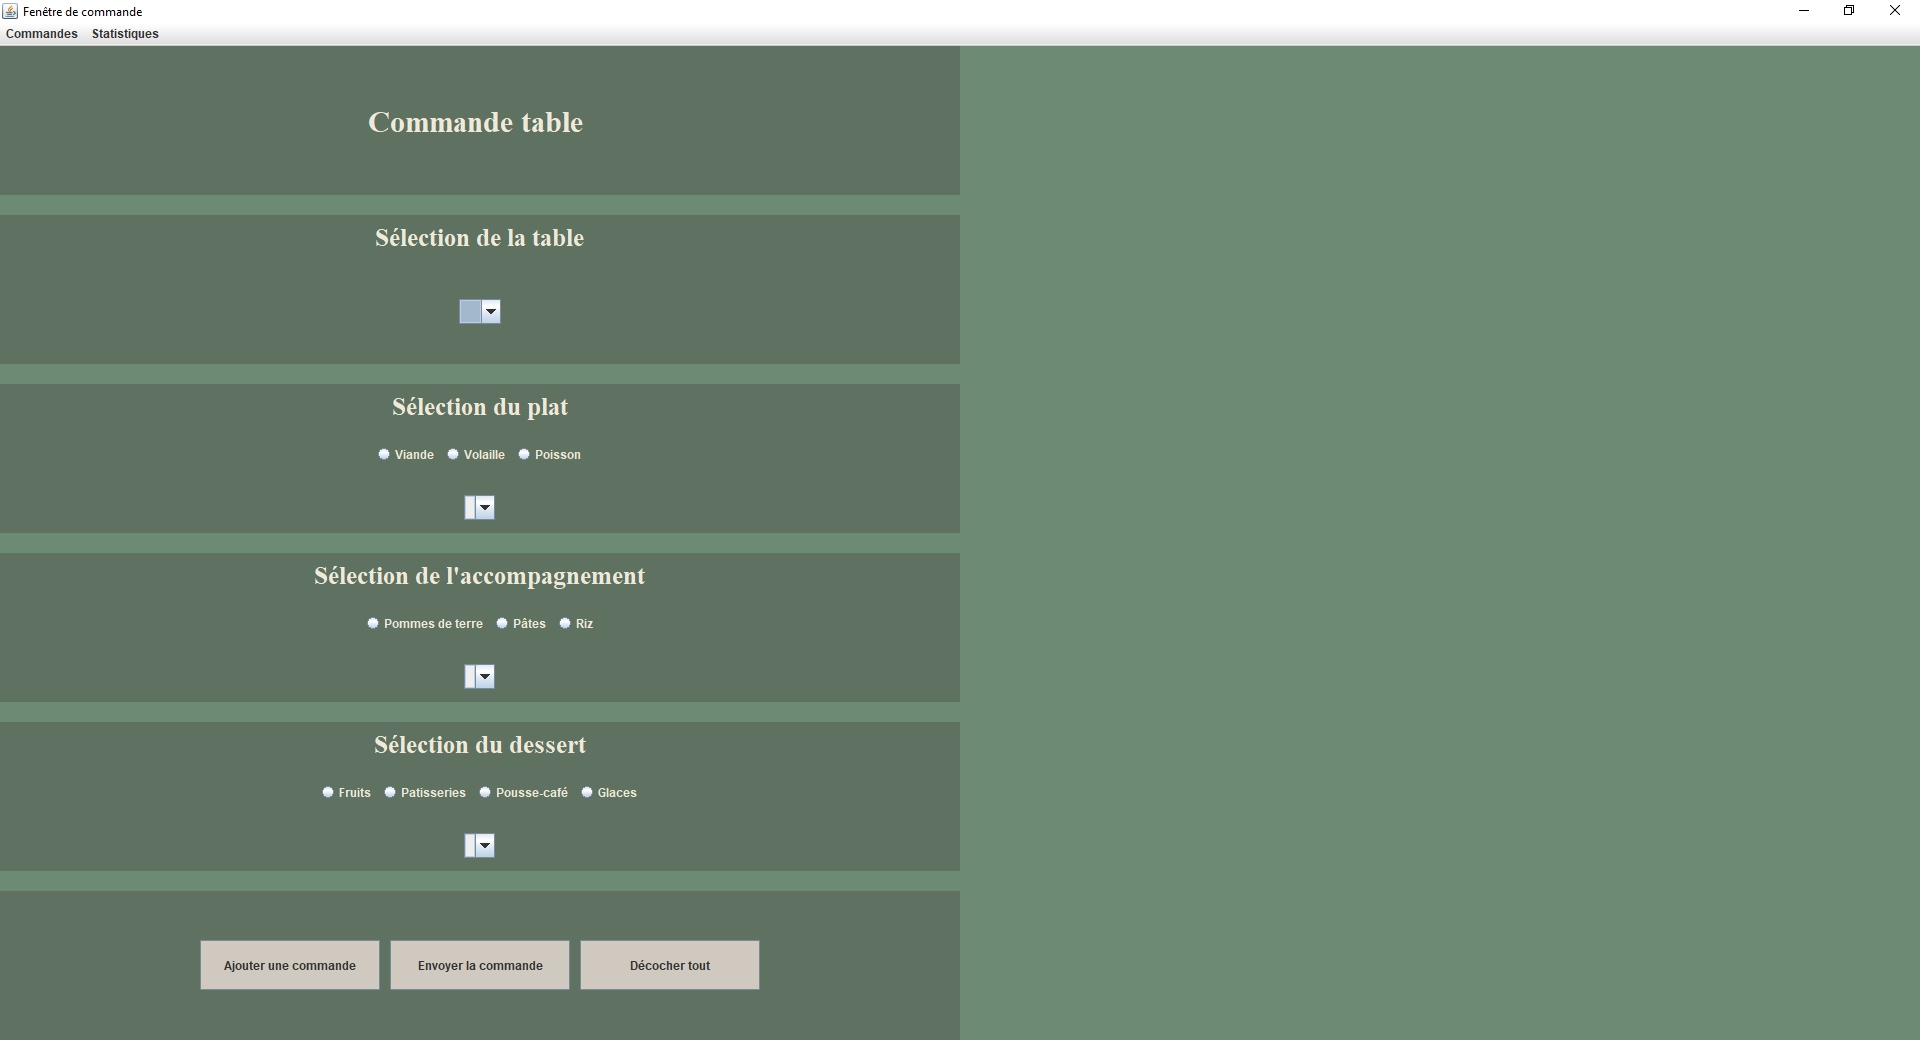 Fenêtre de commande
Commandes Statistiques
Commande table
Sélection de la table
Sélection du plat
Viande Volaille Poisson
Sélection de l'accompagnement
Pommes de terre Pâtes Riz
Sélection du dessert
Fruits Patisseries Pousse-café Glaces
Ajouter une commande Envoyer la commande Décocher tout